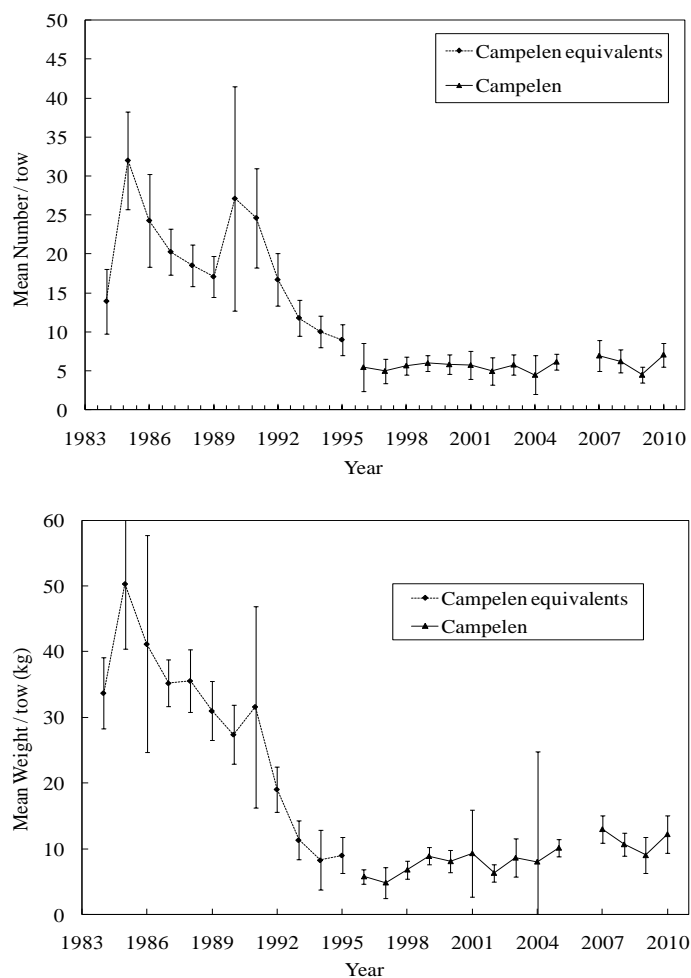 50
45
40
35
30
25
20
15
10
5
0
Mean Number / tow
Campelen equivalents
Campelen
1983 1986 1989 1992 1995 1998 2001 2004 2007 2010
Year
60
50
40
30
20
10
0
Mean Weight / tow (kg)
Campelen equivalents
Campelen
1983 1986 1989 1992 1995 1998 2001 2004 2007 2010
Year